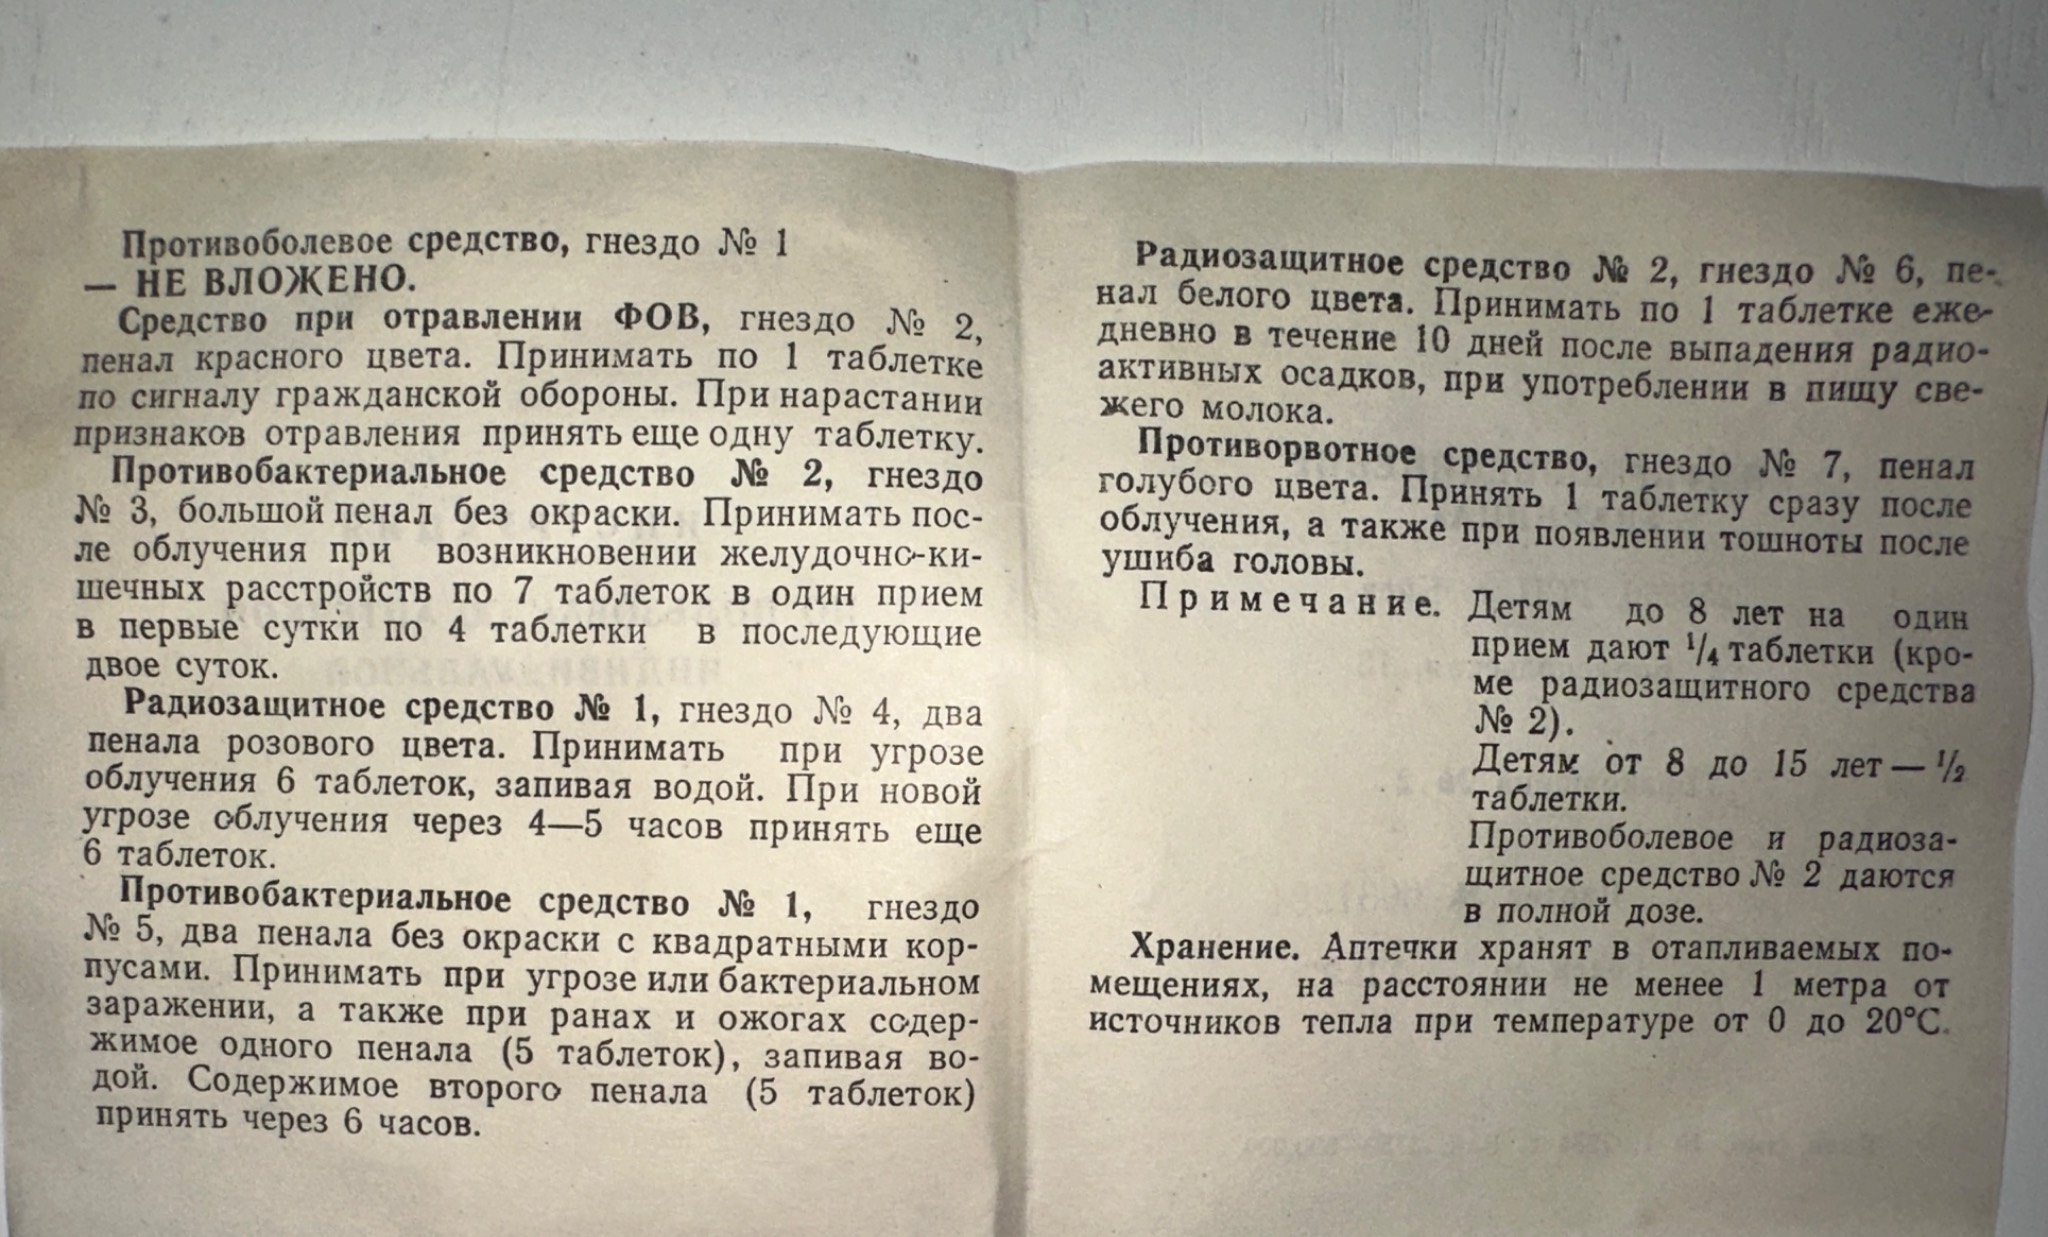 Противоболевое средство, гнездо № 1
— НЕ ВЛОЖЕНО.
Средство при отравлении ФОВ, гнездо № 2,
пенал красного цвета. Принимать по 1 таблетке
по сигналу гражданской обороны. При нарастании
признаков отравления принять еще одну таблетку.
Противобактериальное средство № 2, гнездо
№ 3, большой пенал без окраски. Принимать пос-
ле облучения при возникновении желудочно-ки-
шечных расстройств по 7 таблеток в один прием
в первые сутки по 4 таблетки в последующие
двое суток.
Радиозащитное средство № 1, гнездо № 4, два
пенала розового цвета. Принимать при угрозе
облучения 6 таблеток, запивая водой. При новой
угрозе облучения через 4—5 часов принять еще
6 таблеток.
Противобактериальное средство № 1, гнездо
№ 5, два пенала без окраски с квадратными кор-
пусами. Принимать при угрозе или бактериальном
заражении, а также при ранах и ожогах содер-
жимое одного пенала (5 таблеток), запивая во-
дой. Содержимое второго пенала (5 таблеток)
принять через 6 часов.
Радиозащитное средство № 2, гнездо № 6, пе-
нал белого цвета. Принимать по 1 таблетке еже-
дневно в течение 10 дней после выпадения радио-
активных осадков, при употреблении в пищу све-
жего молока.
Противорвотное средство, гнездо № 7, пенал
голубого цвета. Принять 1 таблетку сразу после
облучения, а также при появлении тошноты после
ушиба головы.
Примечание. Детям до 8 лет на один
прием дают 1/4 таблетки (кро-
ме радиозащитного средства
№ 2).
Детям от 8 до 15 лет — 1/2
таблетки.
Противоболевое и радиоза-
щитное средство № 2 даются
в полной дозе.
Хранение. Аптечки хранят в отапливаемых по-
мещениях, на расстоянии не менее 1 метра от
источников тепла при температуре от 0 до 20°С.